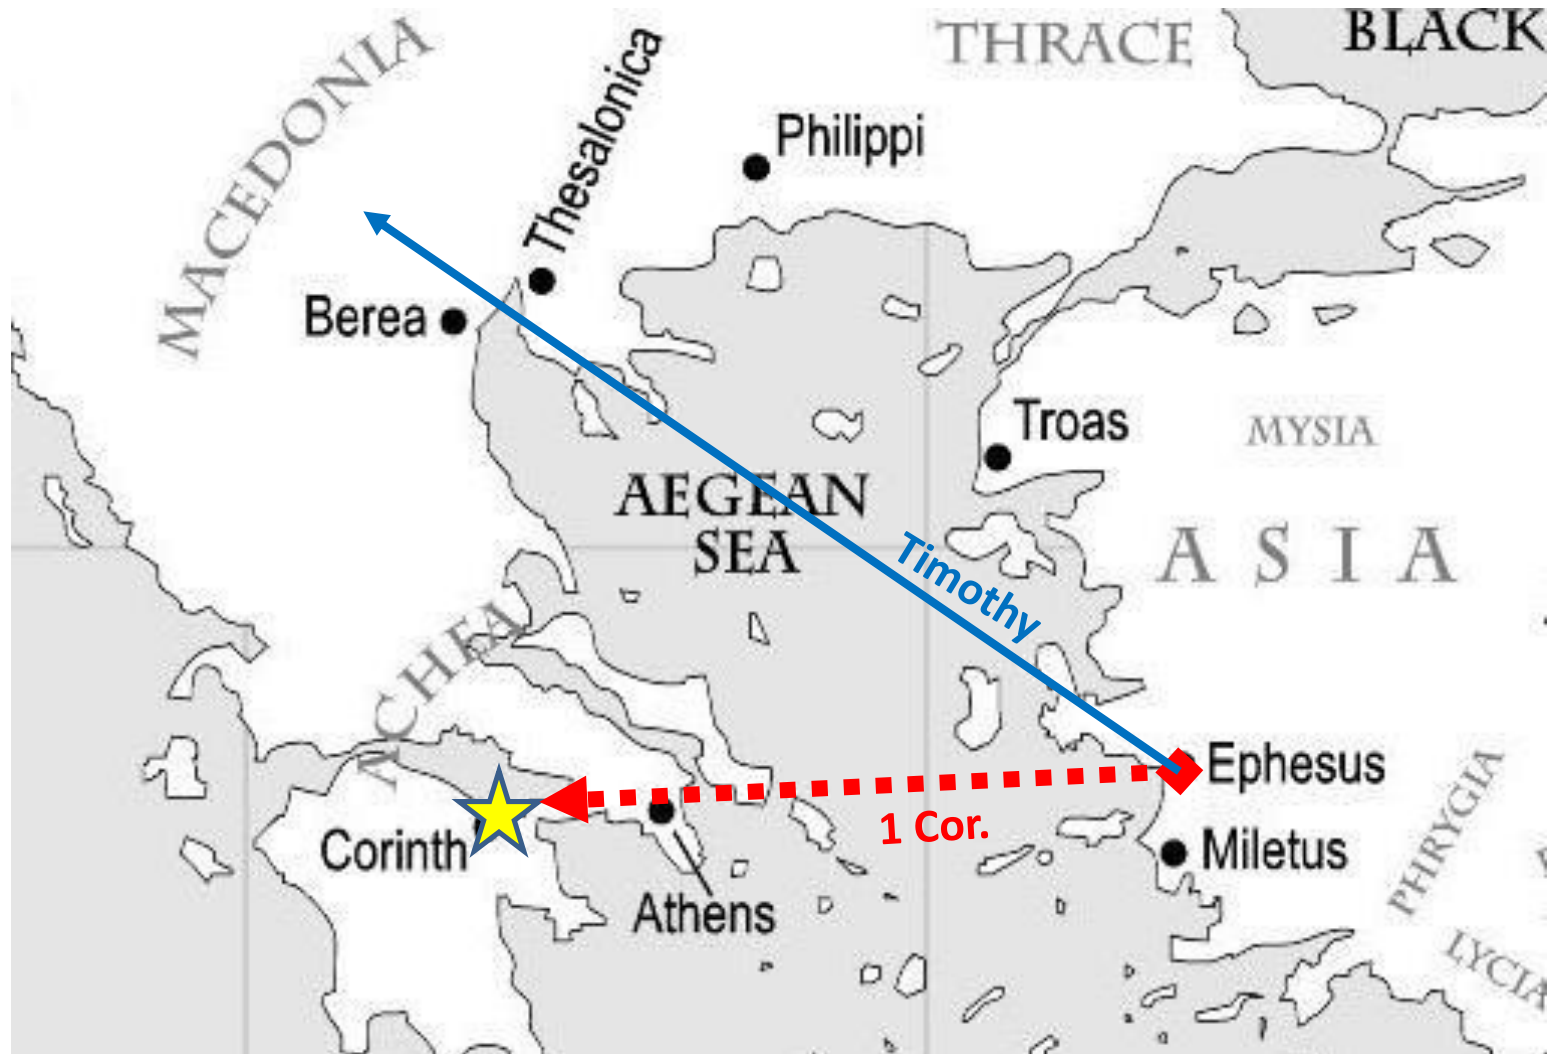 THRACE
BLACK
MACEDONIA
Thesalonica
Philippi
Berea
Troas
MYSIA
AEGEAN
SEA
ASIA
Timothy
ACHEA
Ephesus
1 Cor.
Corinth
Miletus
Athens
PHRYGIA
LYCIA